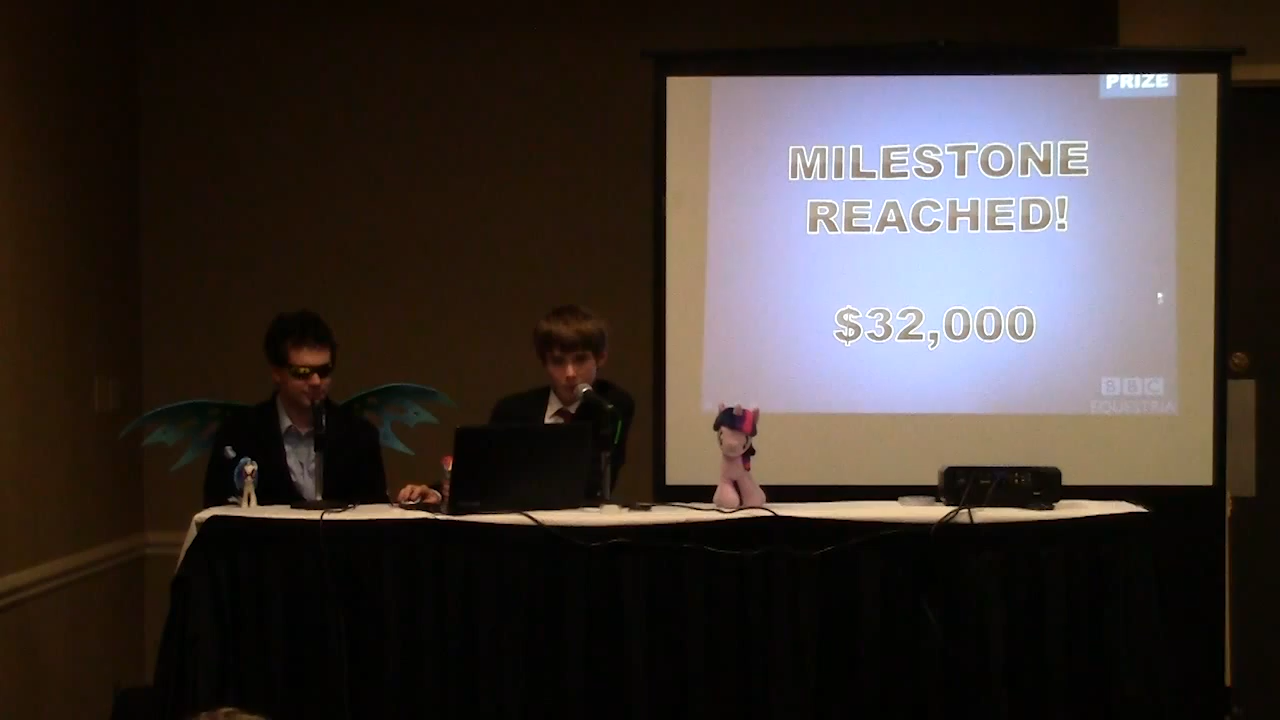 PRIZE
MILESTONE
REACHED!
$32,000
BBC
EQUESTRIA